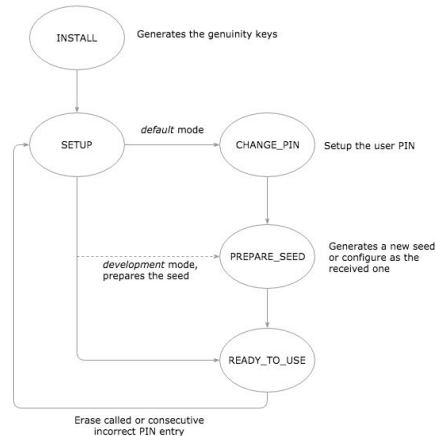 INSTALL
Generates the genuinity keys
SETUP
default mode
CHANGE_PIN
Setup the user PIN
development mode,
prepares the seed
PREPARE_SEED
Generates a new seed
or configure as the
received one
READY_TO_USE
Erase called or consecutive
incorrect PIN entry